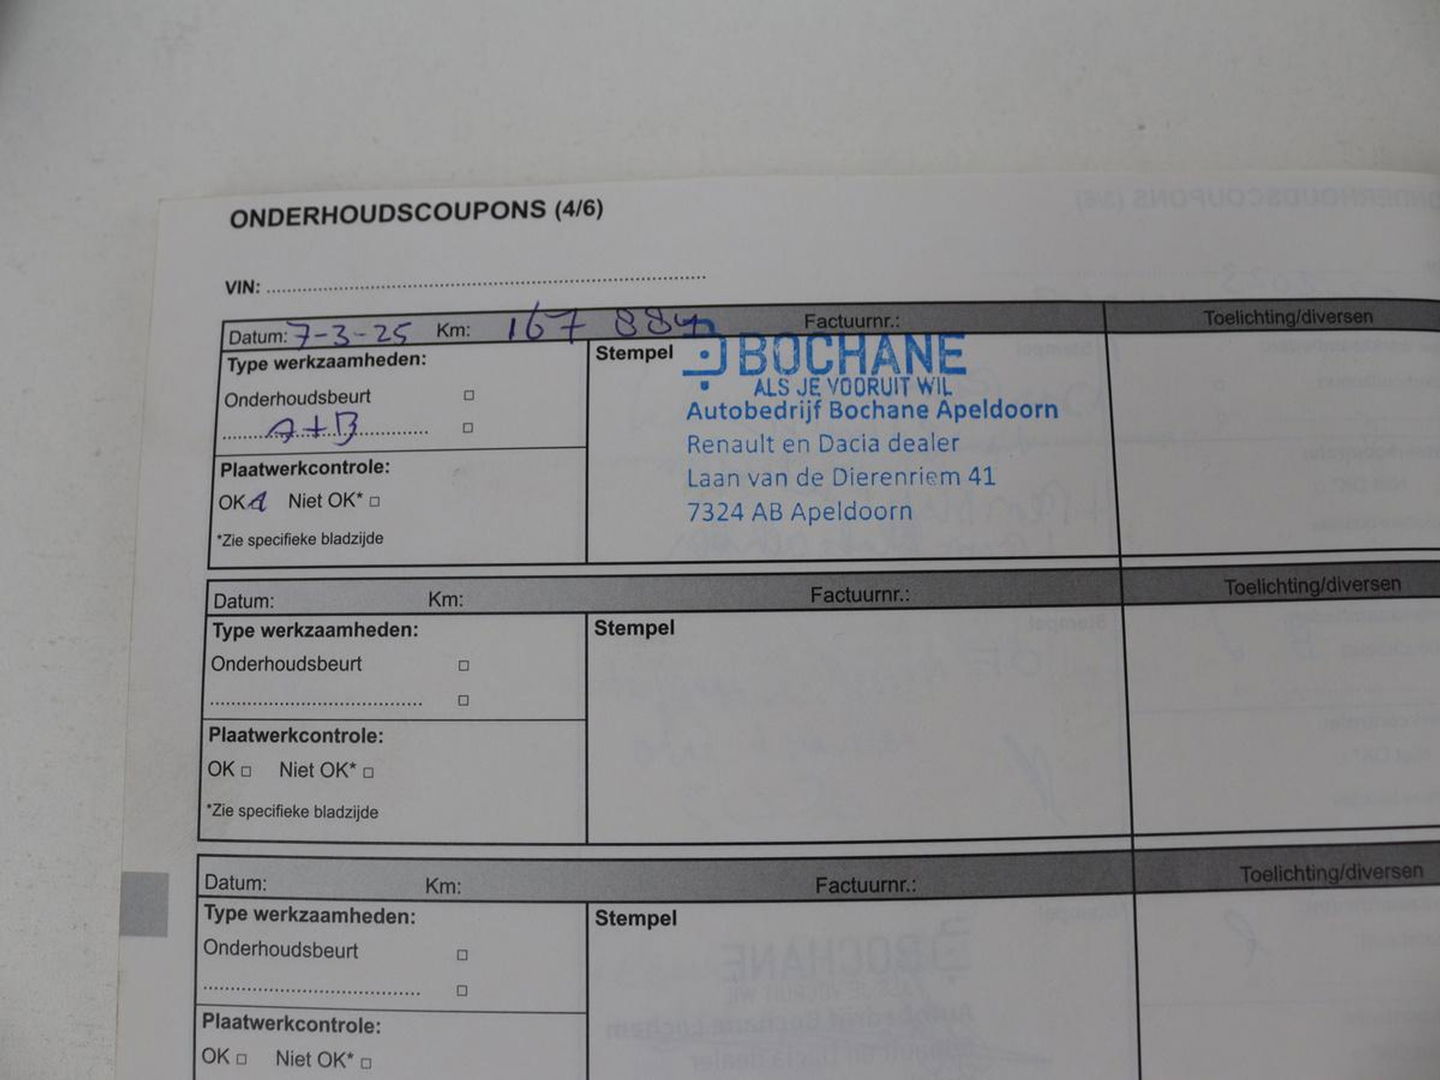 ONDERHOUDSCOUPONS (4/6)
VIN: ........................................
Datum: 7-3-25 Km: 167 884 Factuurnr.: Toelichting/diversen
Type werkzaamheden:
Onderhoudsbeurt □
A+B □
Plaatwerkcontrole:
OK Niet OK* □
*Zie specifieke bladzijde
Stempel
BOCHANE
ALS JE VOORUIT WIL
Autobedrijf Bochane Apeldoorn
Renault en Dacia dealer
Laan van de Dierenriem 41
7324 AB Apeldoorn
Datum: Km: Factuurnr.: Toelichting/diversen
Type werkzaamheden:
Onderhoudsbeurt □
........................................ □
Plaatwerkcontrole:
OK □ Niet OK* □
*Zie specifieke bladzijde
Stempel
Datum: Km: Factuurnr.: Toelichting/diversen
Type werkzaamheden:
Onderhoudsbeurt □
........................................ □
Plaatwerkcontrole:
OK □ Niet OK* □
Stempel